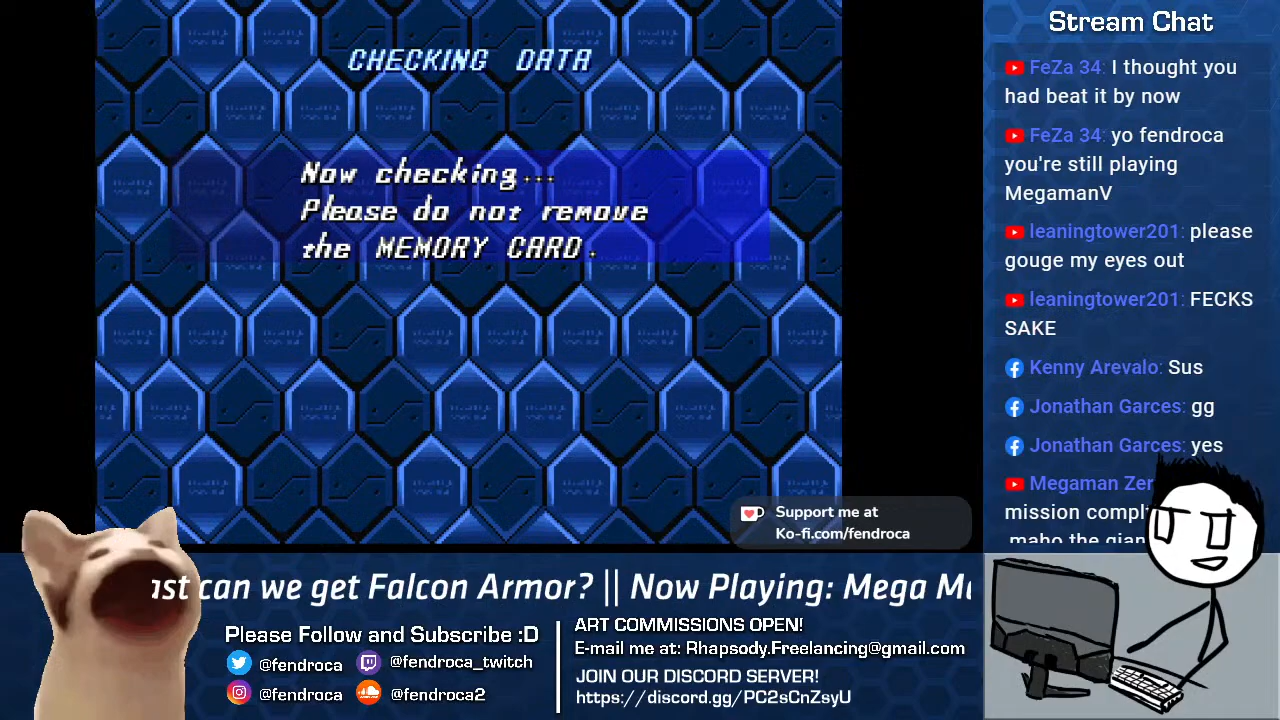 CHECKING DATA
Now checking...
Please do not remove
the MEMORY CARD.
Support me at
Ko-fi.com/fendroca
Stream Chat
FeZa 34: I thought you
had beat it by now
FeZa 34: yo fendroca
you're still playing
MegamanV
leaningtower201: please
gouge my eyes out
leaningtower201: FECKS
SAKE
Kenny Arevalo: Sus
Jonathan Garces: gg
Jonathan Garces: yes
Megaman
mission
maho the
can we get Falcon Armor? || Now Playing: Mega
Please Follow and Subscribe :D
@fendroca
@fendroca_twitch
@fendroca
@fendroca2
ART COMMISSIONS OPEN!
E-mail me at: Rhapsody.Freelancing@gmail.com
JOIN OUR DISCORD SERVER!
https://discord.gg/PC2sCnZsyU